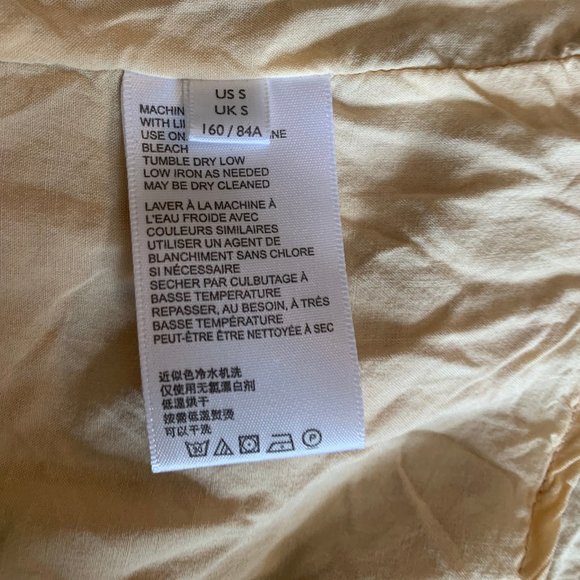 US S
UK S
160 / 84A
MACHIN
WITH LI
USE ON
NE
BLEACH
TUMBLE DRY LOW
LOW IRON AS NEEDED
MAY BE DRY CLEANED
LAVER À LA MACHINE À
L'EAU FROIDE AVEC
COULEURS SIMILAIRES
UTILISER UN AGENT DE
BLANCHIMENT SANS CHLORE
SI NÉCESSAIRE
SECHER PAR CULBUTAGE À
BASSE TEMPERATURE
REPASSER, AU BESOIN, À TRÈS
BASSE TEMPÉRATURE
PEUT-ÊTRE ÊTRE NETTOYÉE À SEC
近似色冷水机洗
仅使用无氯漂白剂
低温烘干
按需低温熨烫
可以干洗
30 P